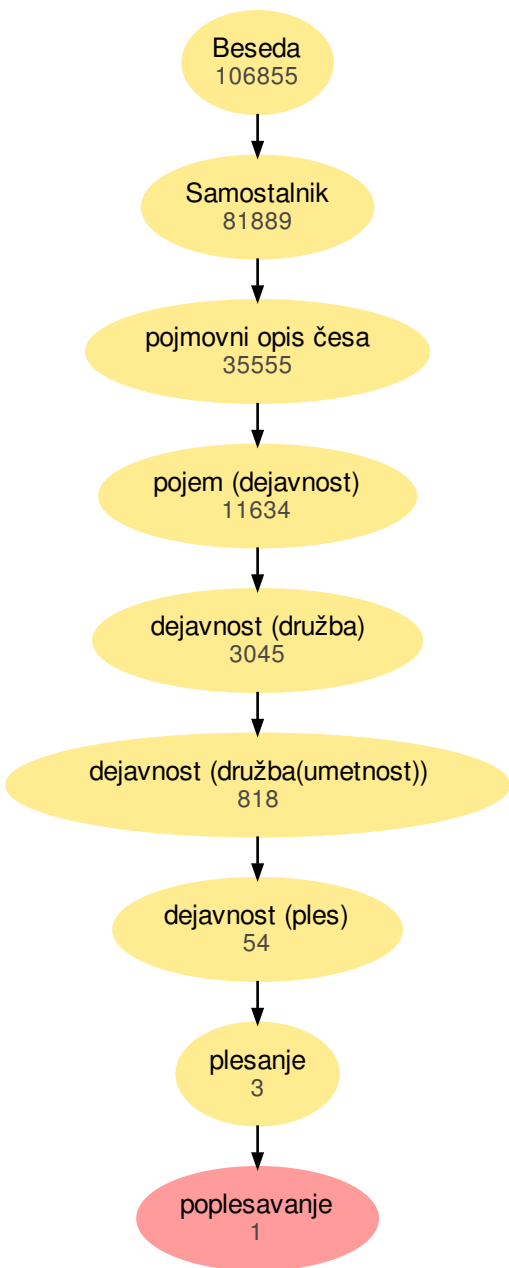 Beseda
106855
Samostalnik
81889
pojmovni opis česa
35555
pojem (dejavnost)
11634
dejavnost (družba)
3045
dejavnost (družba(umetnost))
818
dejavnost (ples)
54
plesanje
3
poplesavanje
1